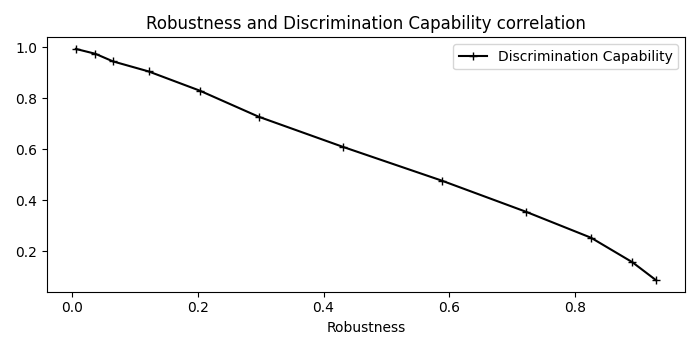 Robustness and Discrimination Capability correlation
Discrimination Capability
1.0
0.8
0.6
0.4
0.2
0.0 0.2 0.4 0.6 0.8
Robustness